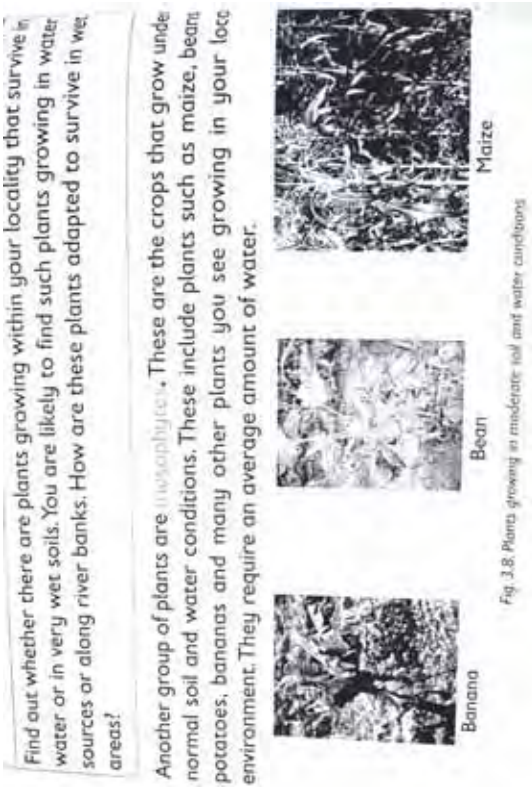 Find out whether there are plants growing within your locality that survive in
water or in very wet soils. You are likely to find such plants growing in water
sources or along river banks. How are these plants adapted to survive in wet
areas?
Another group of plants are mesophytes. These are the crops that grow unde
normal soil and water conditions. These include plants such as maize, beans
potatoes, bananas and many other plants you see growing in your loca
environment. They require an average amount of water.
Banana
Bean
Maize
Fig 3.8: Plants growing in moderate soil and water conditions